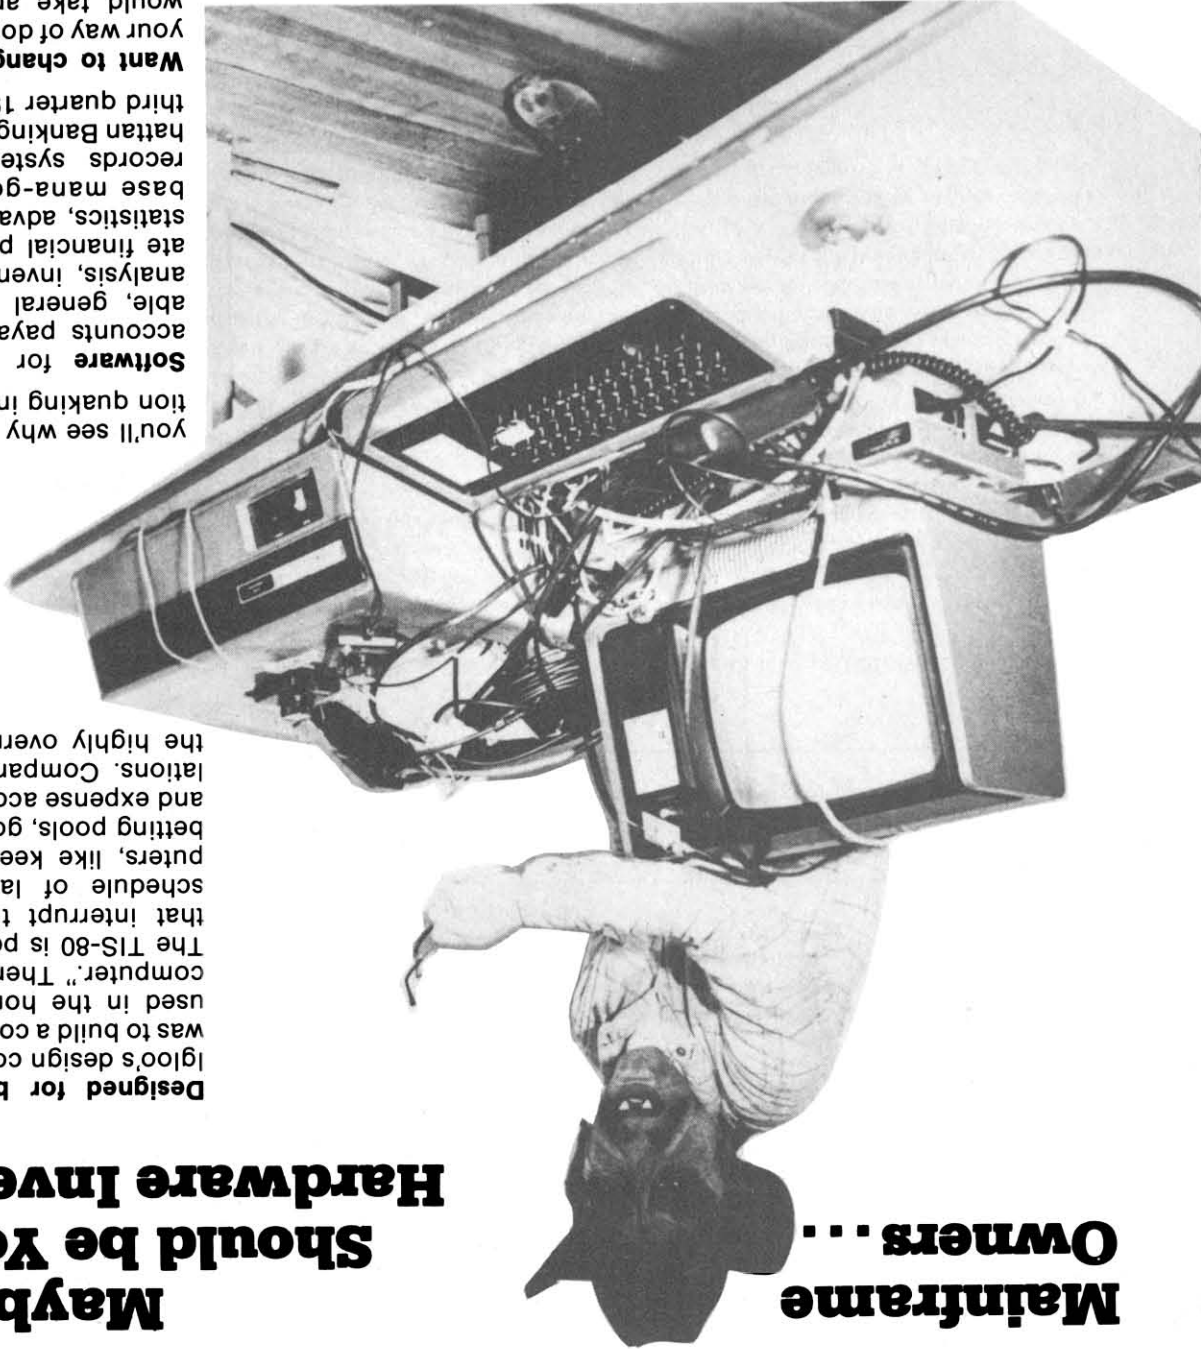 Mainframe
Owners . . .
Mayb
Should be Yo
Hardware Inve
Designed for b
Igloo's design co
was to build a co
used in the hou
computer." Then
The TIS-80 is pe
that interrupt t
schedule of la
puters, like kee
betting pools, go
and expense acc
lations. Compar
the highly overr
you'll see why
tion quaking in
Software for
accounts paya
able, general
analysis, inven
ate financial p
statistics, adva
base mana-ge
records syste
hattan Banking
third quarter 19
Want to chang
your way of do
would take an